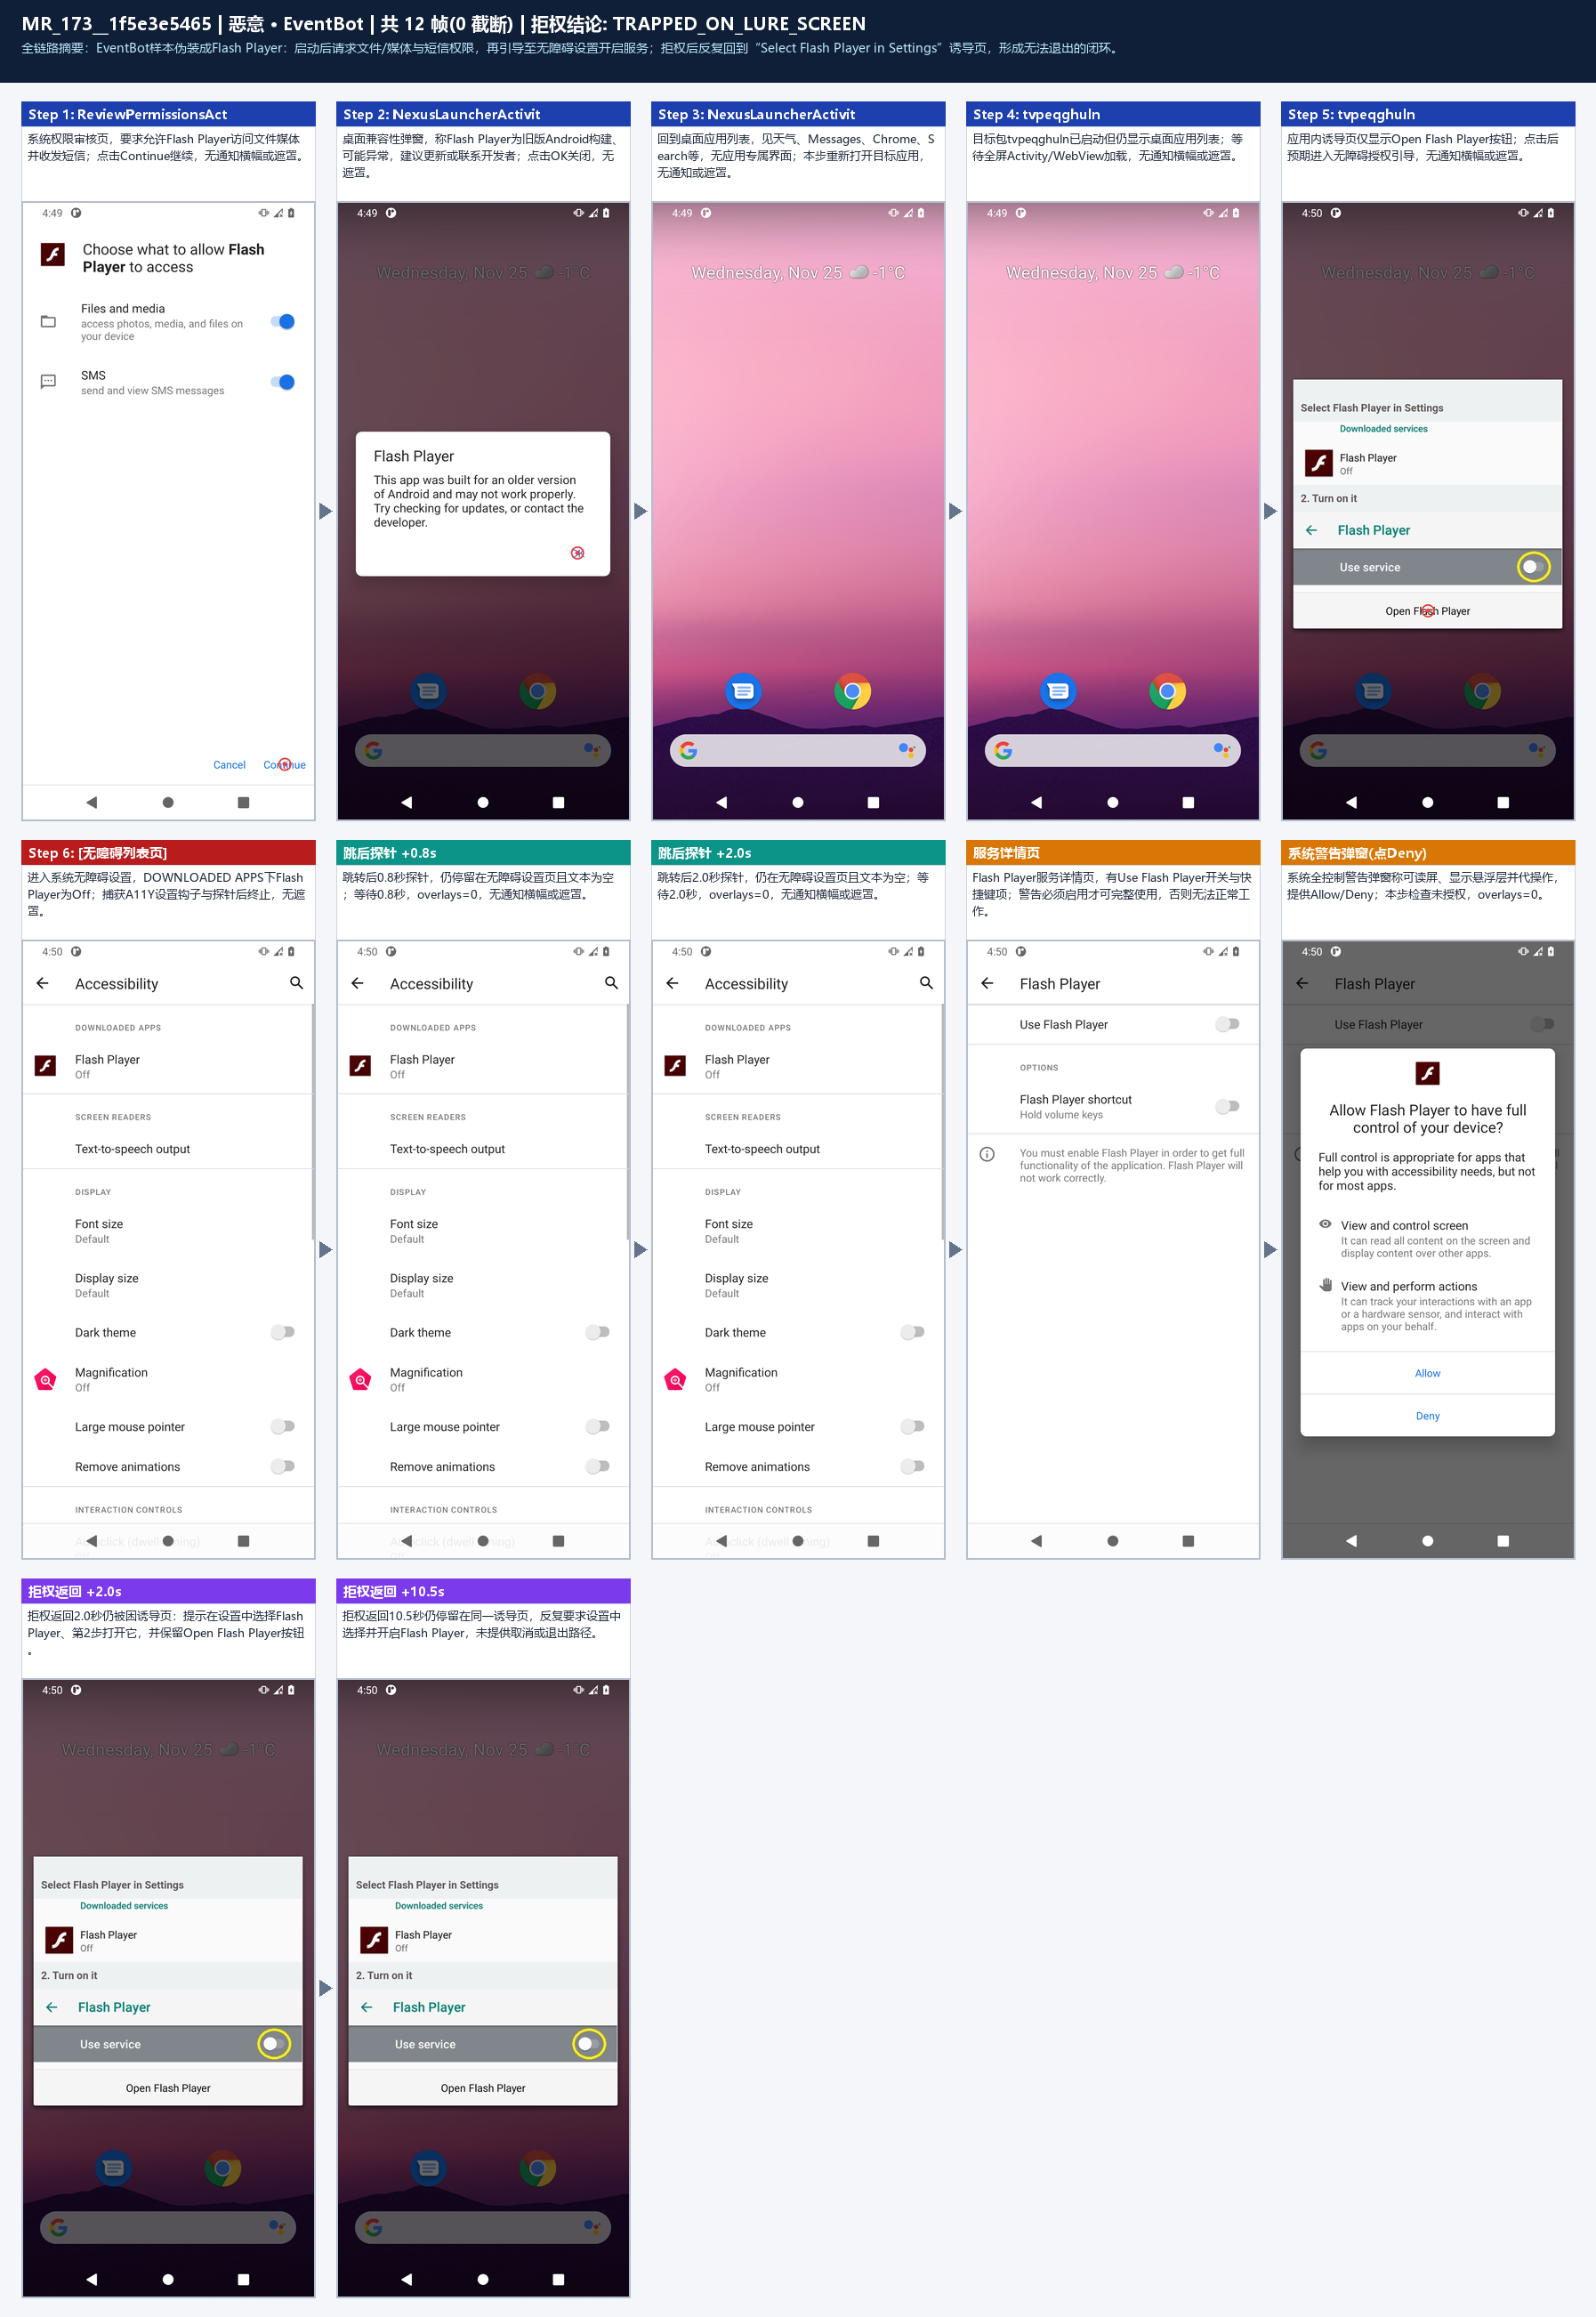 MR_173__1f5e3e5465 | 恶意 • EventBot | 共 12 帧(0 截断) | 拒权结论: TRAPPED_ON_LURE_SCREEN
全链路摘要：EventBot样本伪装成Flash Player：启动后请求文件/媒体与短信权限，再引导至无障碍设置开启服务；拒权后反复回到“Select Flash Player in Settings”诱导页，形成无法退出的闭环。
Step 1: ReviewPermissionsAct
系统权限审核页，要求允许Flash Player访问文件媒体
并收发短信；点击Continue继续，无通知横幅或遮罩。
4:49
Choose what to allow Flash
Player to access
Files and media
access photos, media, and files on
your device
SMS
send and view SMS messages
Cancel
Continue
Step 2: NexusLauncherActivit
桌面兼容性弹窗，称Flash Player为旧版Android构建、
可能异常，建议更新或联系开发者；点击OK关闭，无
遮罩。
4:49
Wednesday, Nov 25 -1°C
Flash Player
This app was built for an older version
of Android and may not work properly.
Try checking for updates, or contact the
developer.
Step 3: NexusLauncherActivit
回到桌面应用列表，见天气、Messages、Chrome、S
earch等，无应用专属界面；本步重新打开目标应用，
无通知或遮罩。
4:49
Wednesday, Nov 25 -1°C
Step 4: tvpeqghuln
目标包tvpeqghuln已启动但仍显示桌面应用列表；等
待全屏Activity/WebView加载，无通知横幅或遮罩。
4:49
Wednesday, Nov 25 -1°C
Step 5: tvpeqghuln
应用内诱导页仅显示Open Flash Player按钮；点击后
预期进入无障碍授权引导，无通知横幅或遮罩。
4:50
Wednesday, Nov 25 -1°C
Select Flash Player in Settings
Downloaded services
Flash Player
Off
2. Turn on it
Flash Player
Use service
Open Flash Player
Step 6: [无障碍列表页]
进入系统无障碍设置，DOWNLOADED APPS下Flash
Player为Off；捕获A11Y设置钩子与探针后终止，无遮
罩。
4:50
Accessibility
DOWNLOADED APPS
Flash Player
Off
SCREEN READERS
Text-to-speech output
DISPLAY
Font size
Default
Display size
Default
Dark theme
Magnification
Off
Large mouse pointer
Remove animations
INTERACTION CONTROLS
跳后探针 +0.8s
跳转后0.8秒探针，仍停留在无障碍设置页且文本为空
；等待0.8秒，overlays=0，无通知横幅或遮罩。
4:50
Accessibility
DOWNLOADED APPS
Flash Player
Off
SCREEN READERS
Text-to-speech output
DISPLAY
Font size
Default
Display size
Default
Dark theme
Magnification
Off
Large mouse pointer
Remove animations
INTERACTION CONTROLS
跳后探针 +2.0s
跳转后2.0秒探针，仍在无障碍设置页且文本为空；等
待2.0秒，overlays=0，无通知横幅或遮罩。
4:50
Accessibility
DOWNLOADED APPS
Flash Player
Off
SCREEN READERS
Text-to-speech output
DISPLAY
Font size
Default
Display size
Default
Dark theme
Magnification
Off
Large mouse pointer
Remove animations
INTERACTION CONTROLS
服务详情页
Flash Player服务详情页，有Use Flash Player开关与快
捷键项；警告必须启用才可完整使用，否则无法正常工
作。
4:50
Flash Player
Use Flash Player
OPTIONS
Flash Player shortcut
Hold volume keys
You must enable Flash Player in order to get full
functionality of the application. Flash Player will
not work correctly.
系统警告弹窗(点Deny)
系统全控制警告弹窗称可读屏、显示悬浮层并代操作，
提供Allow/Deny；本步检查未授权，overlays=0。
4:50
Flash Player
Use Flash Player
Allow Flash Player to have full
control of your device?
Full control is appropriate for apps that
help you with accessibility needs, but not
for most apps.
View and control screen
It can read all content on the screen and
display content over other apps.
View and perform actions
It can track your interactions with an app
or a hardware sensor, and interact with
apps on your behalf.
Allow
Deny
拒权返回 +2.0s
拒权返回2.0秒仍被困诱导页：提示在设置中选择Flash
Player、第2步打开它，并保留Open Flash Player按钮
。
4:50
Wednesday, Nov 25 -1°C
Select Flash Player in Settings
Downloaded services
Flash Player
Off
2. Turn on it
Flash Player
Use service
Open Flash Player
拒权返回 +10.5s
拒权返回10.5秒仍停留在同一诱导页，反复要求设置中
选择并开启Flash Player，未提供取消或退出路径。
4:50
Wednesday, Nov 25 -1°C
Select Flash Player in Settings
Downloaded services
Flash Player
Off
2. Turn on it
Flash Player
Use service
Open Flash Player